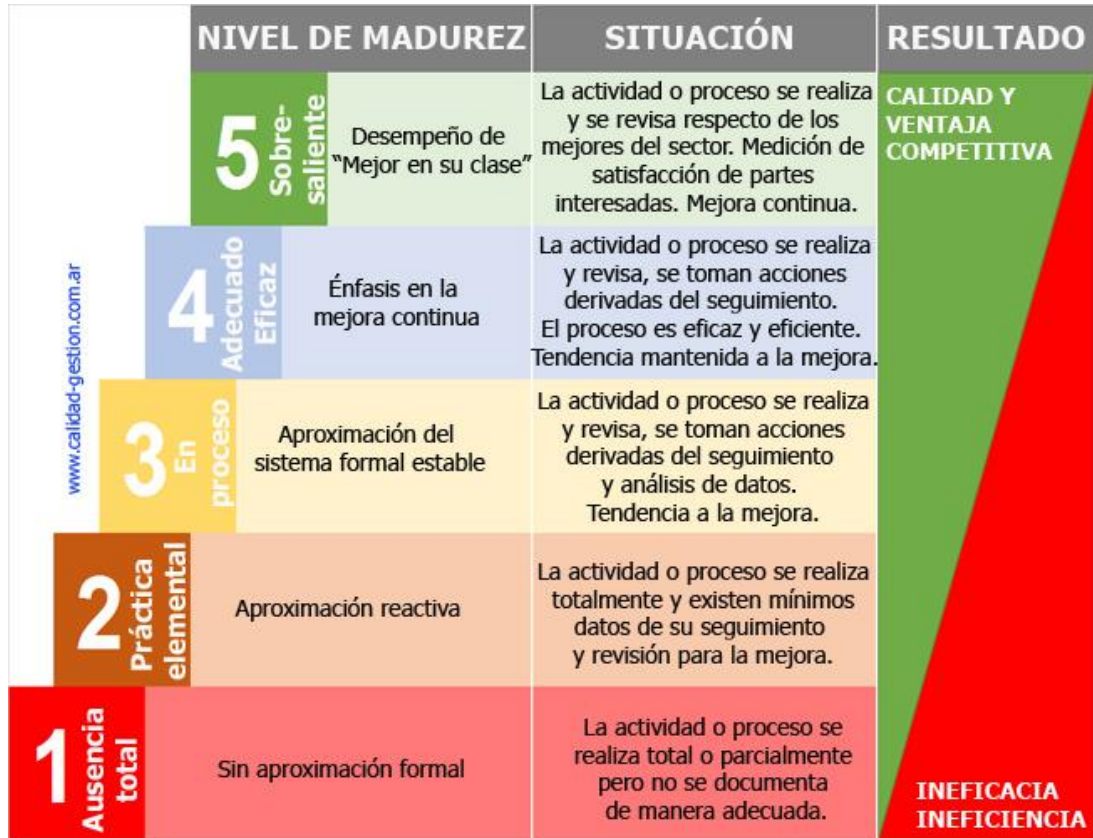 NIVEL DE MADUREZ
SITUACIÓN
RESULTADO
5
Sobre-
saliente
Desempeño de
“Mejor en su clase”
La actividad o proceso se realiza
y se revisa respecto de los
mejores del sector. Medición de
satisfacción de partes
interesadas. Mejora continua.
CALIDAD Y
VENTAJA
COMPETITIVA
4
Adecuado
Eficaz
Énfasis en la
mejora continua
La actividad o proceso se realiza
y revisa, se toman acciones
derivadas del seguimiento.
El proceso es eficaz y eficiente.
Tendencia mantenida a la mejora.
3
En
proceso
Aproximación del
sistema formal estable
La actividad o proceso se realiza
y revisa, se toman acciones
derivadas del seguimiento
y análisis de datos.
Tendencia a la mejora.
2
Práctica
elemental
Aproximación reactiva
La actividad o proceso se realiza
totalmente y existen mínimos
datos de su seguimiento
y revisión para la mejora.
1
Ausencia
total
Sin aproximación formal
La actividad o proceso se
realiza total o parcialmente
pero no se documenta
de manera adecuada.
INEFICACIA
INEFICIENCIA
www.calidad-gestion.com.ar